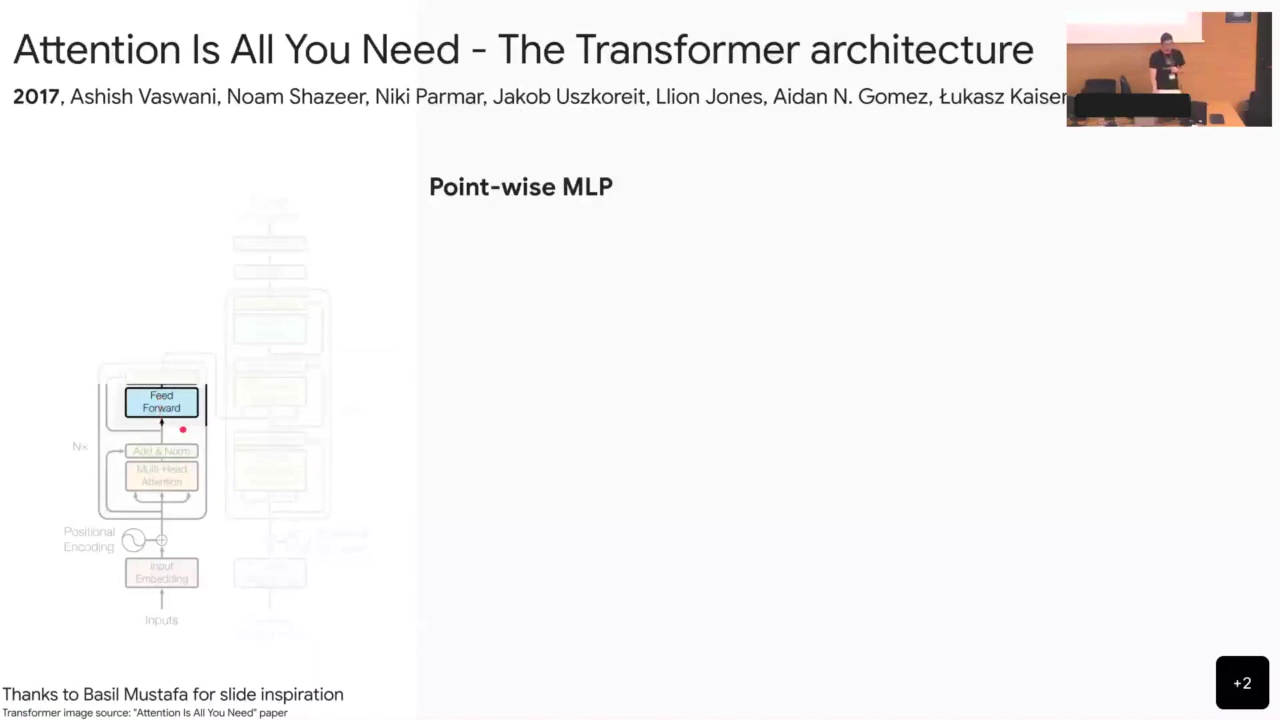 Attention Is All You Need - The Transformer architecture
2017, Ashish Vaswani, Noam Shazeer, Niki Parmar, Jakob Uszkoreit, Llion Jones, Aidan N. Gomez, Łukasz Kaiser
Point-wise MLP
Feed
Forward
N×
Add & Norm
Multi-Head
Attention
Positional
Encoding
Input
Embedding
Inputs
Thanks to Basil Mustafa for slide inspiration
Transformer image source: "Attention Is All You Need" paper
+2